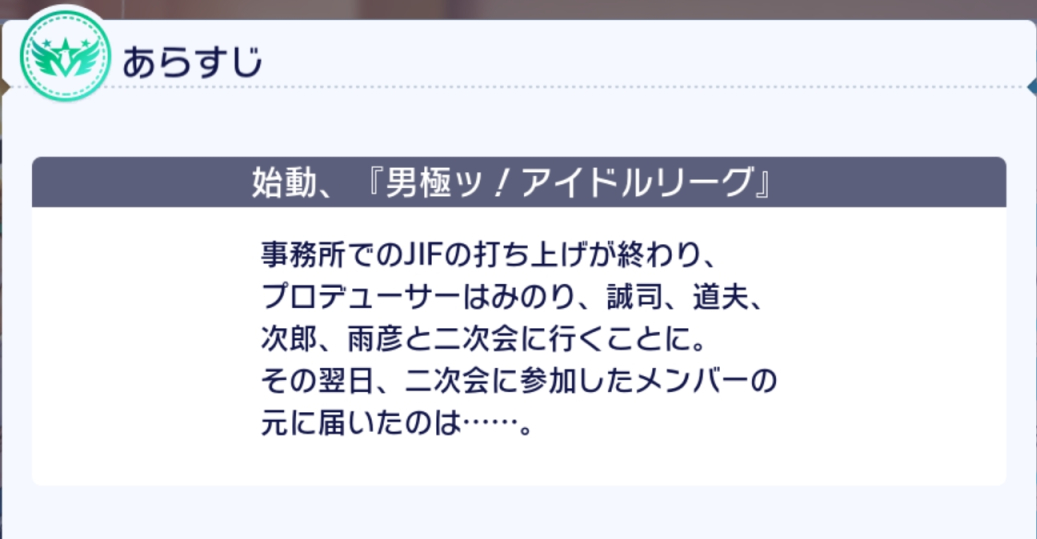 あらすじ
始動、『男極ッ！アイドルリーグ』
事務所でのJIFの打ち上げが終わり、
プロデューサーはみのり、誠司、道夫、
次郎、雨彦と二次会に行くことに。
その翌日、二次会に参加したメンバーの
元に届いたのは……。